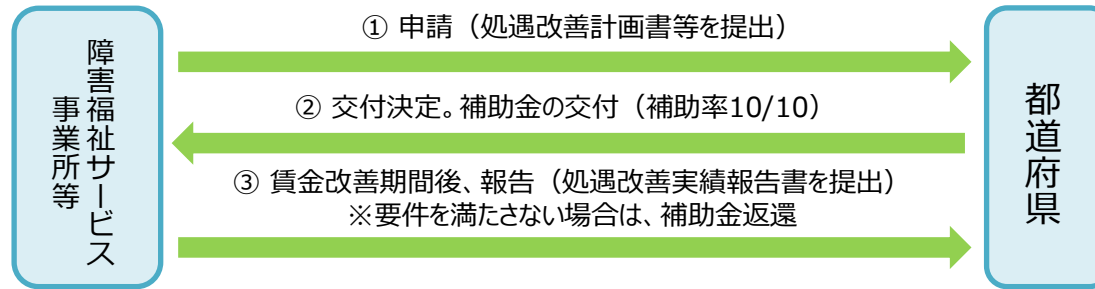 障害福祉サービス
事業所等
① 申請（処遇改善計画書等を提出）
② 交付決定。補助金の交付（補助率10/10）
③ 賃金改善期間後、報告（処遇改善実績報告書を提出）
※要件を満たさない場合は、補助金返還
都道府県